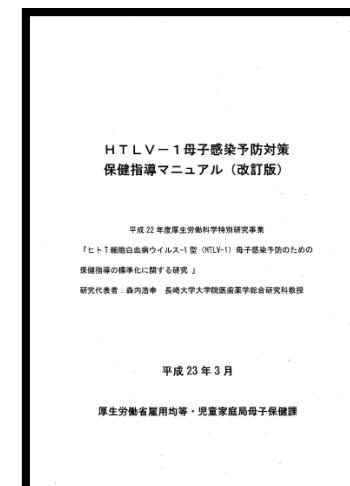 HTLV-1母子感染予防対策
保健指導マニュアル(改訂版)
平成22年度厚生労働科学特別研究事業
「ヒトT細胞白血病ウイルス-1型(HTLV-1)母子感染予防のための
保健指導の標準化に関する研究 」
研究代表者:森内浩幸 長崎大学大学院医歯薬学総合研究科教授
平成23年3月
厚生労働省雇用均等・児童家庭局母子保健課